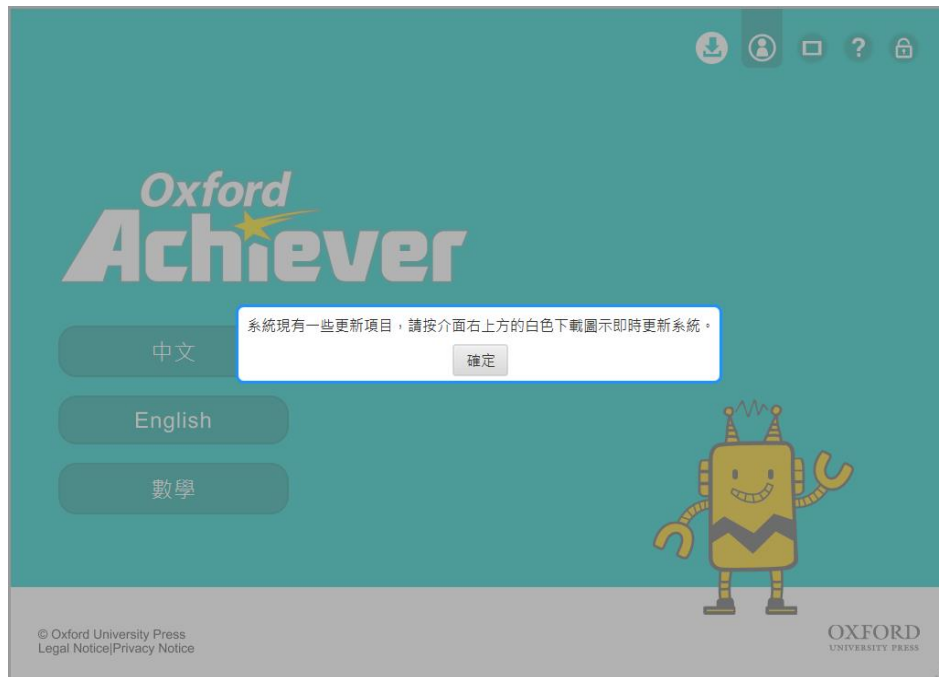 Oxford
Achiever
系統現有一些更新項目，請按介面右上方的白色下載圖示即時更新系統。
確定
中文
English
數學
© Oxford University Press
Legal Notice|Privacy Notice
OXFORD
UNIVERSITY PRESS